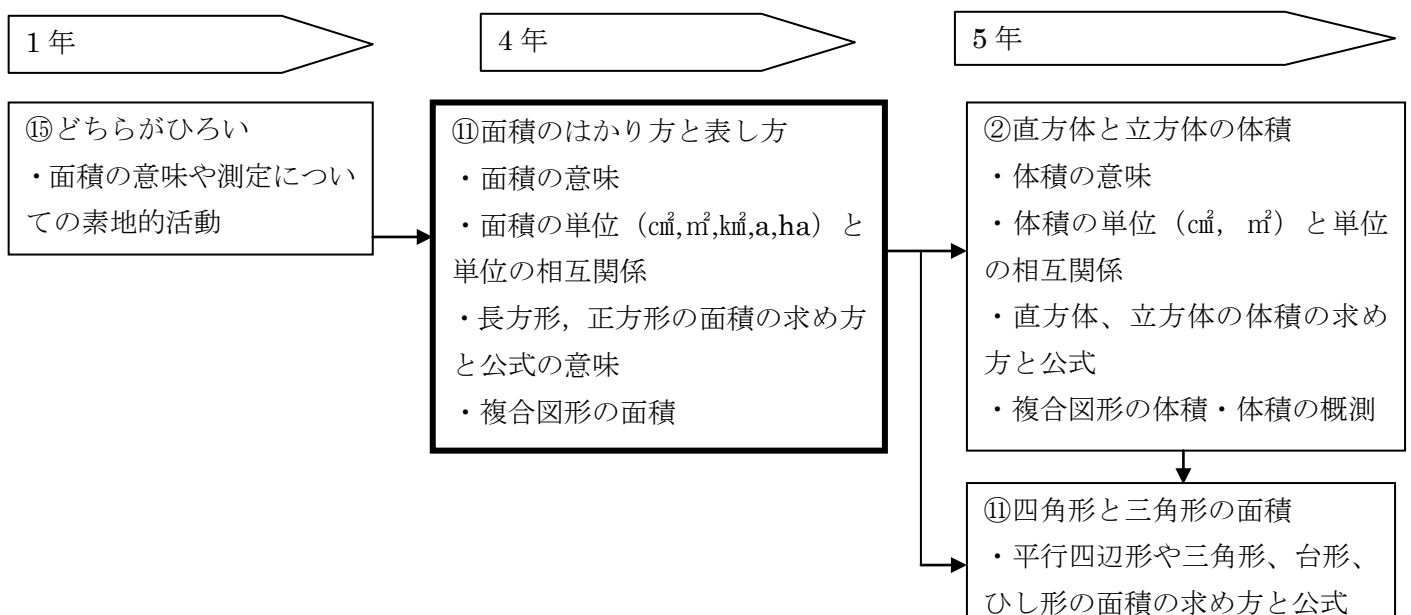 1年
4年
5年
⑮どちらがひろい
・面積の意味や測定につい
ての素地的活動
⑪面積のはかり方と表し方
・面積の意味
・面積の単位（㎠,㎡,㎢,a,ha）と
単位の相互関係
・長方形，正方形の面積の求め方
と公式の意味
・複合図形の面積
②直方体と立方体の体積
・体積の意味
・体積の単位（㎠， ㎡）と単位
の相互関係
・直方体、立方体の体積の求め
方と公式
・複合図形の体積・体積の概測
⑪四角形と三角形の面積
・平行四辺形や三角形、台形、
ひし形の面積の求め方と公式